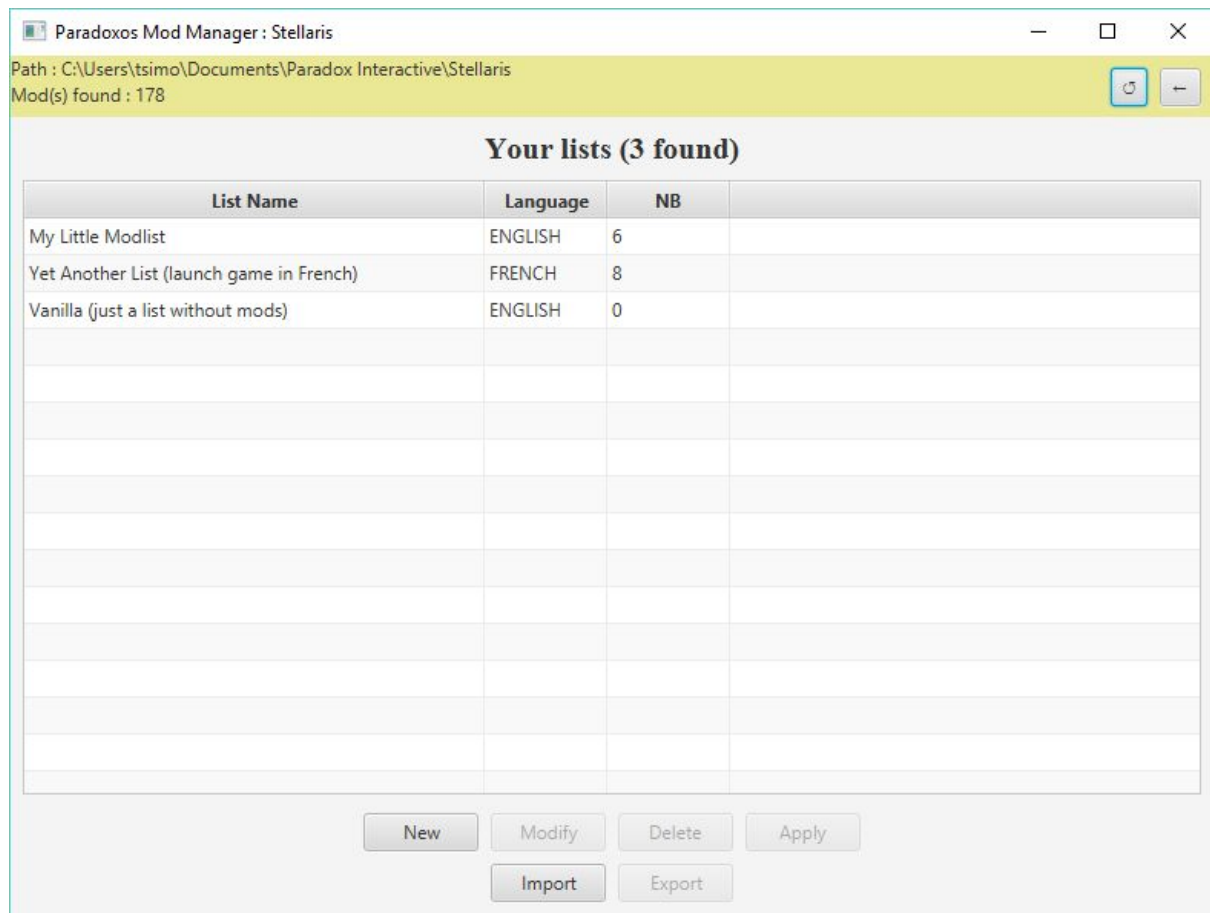 Paradoxos Mod Manager : Stellaris
Path : C:\Users\tsimo\Documents\Paradox Interactive\Stellaris
Mod(s) found : 178
Your lists (3 found)
List Name Language NB
My Little Modlist ENGLISH 6
Yet Another List (launch game in French) FRENCH 8
Vanilla (just a list without mods) ENGLISH 0
New Modify Delete Apply
Import Export